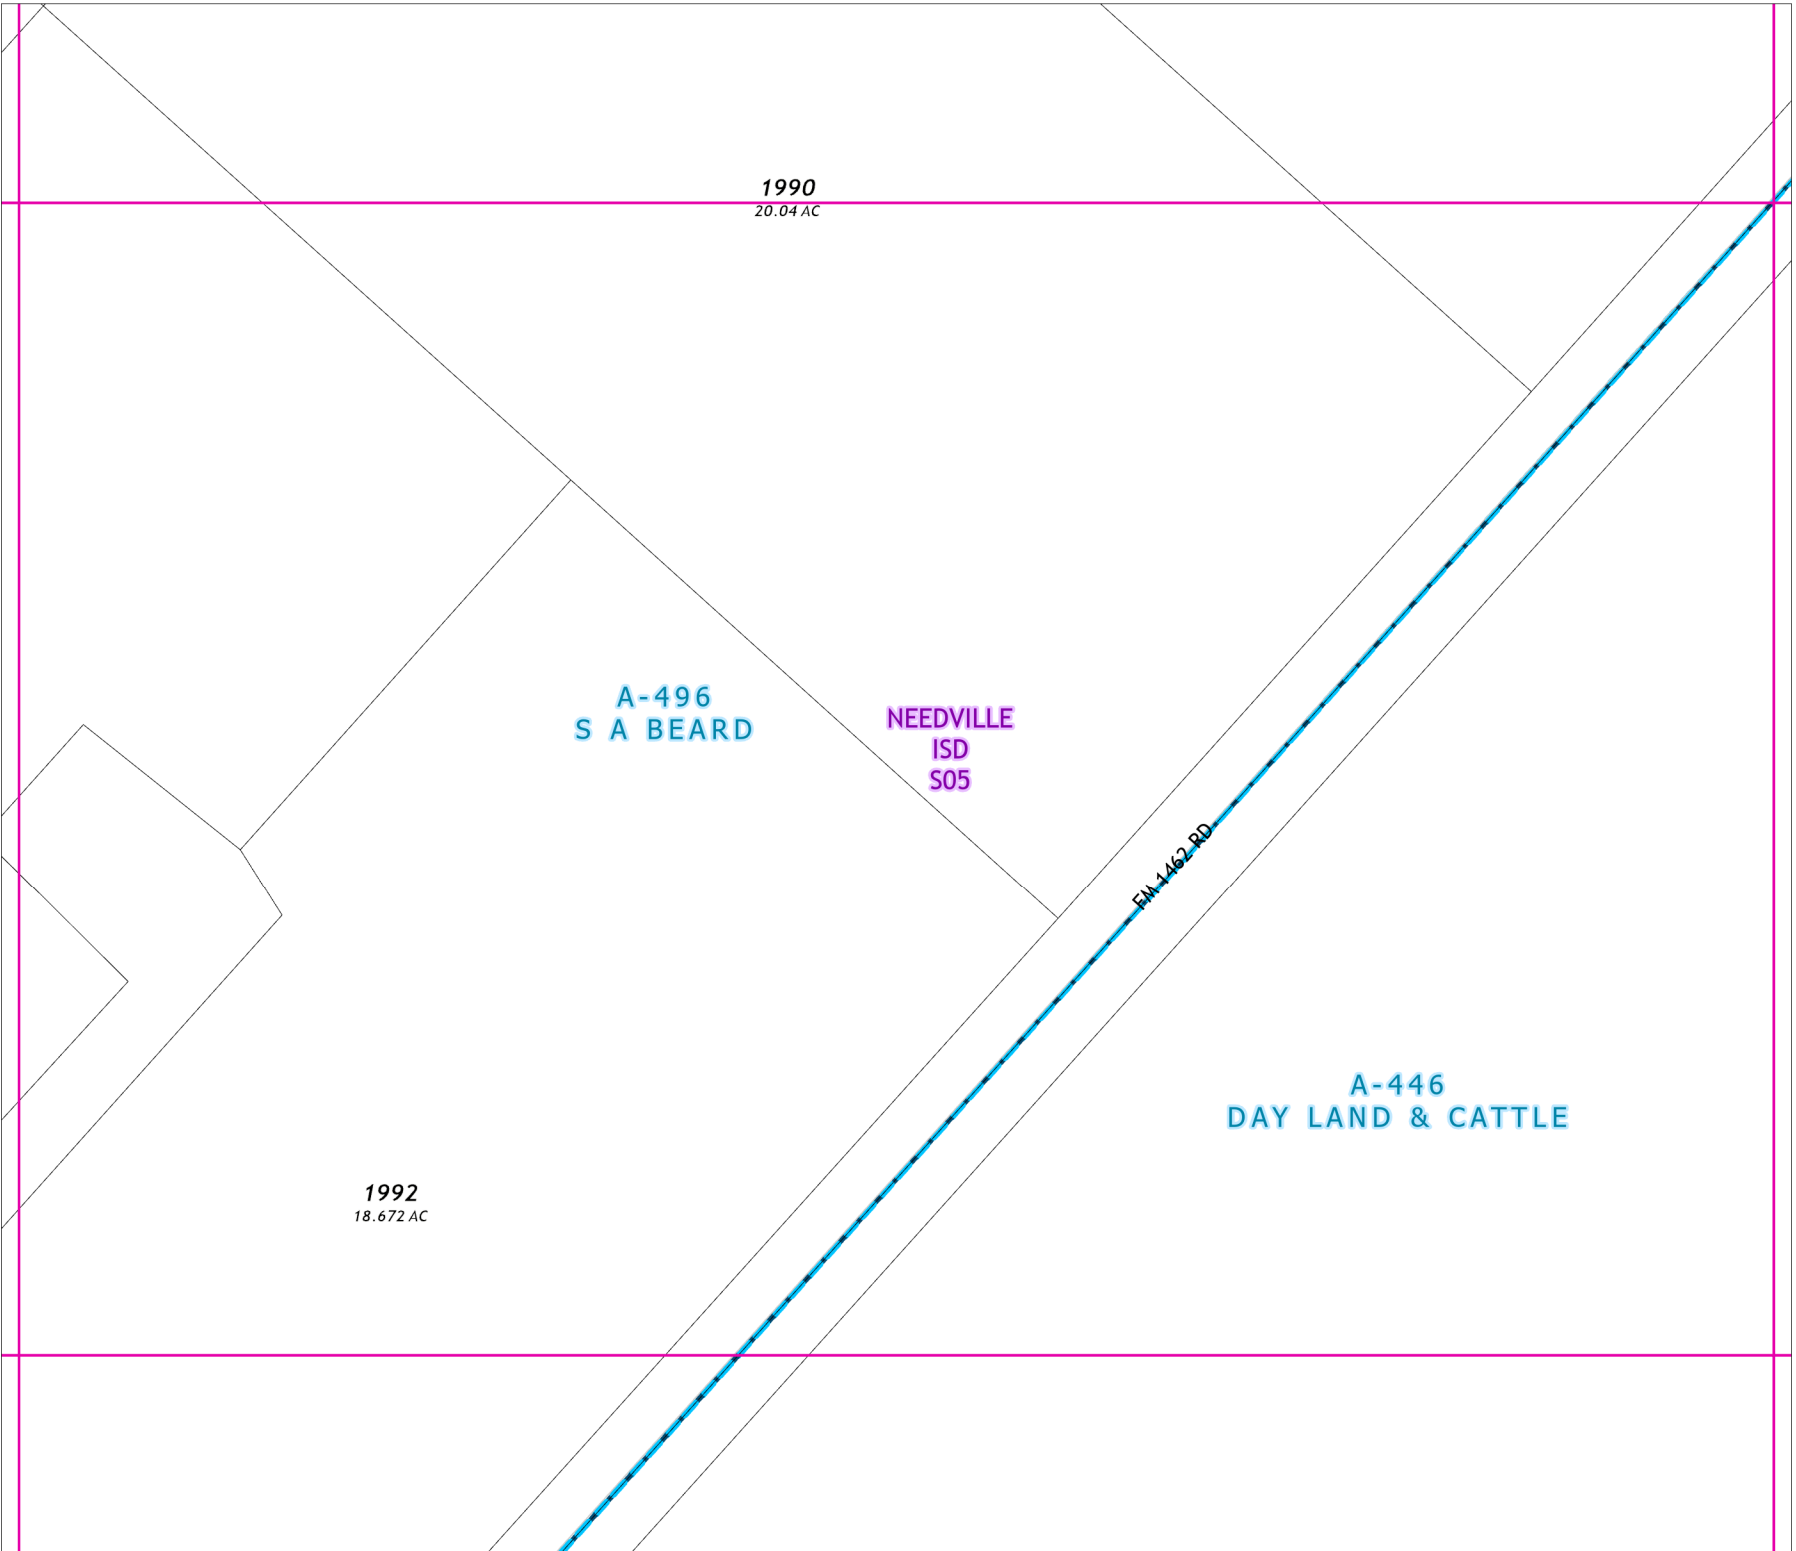 1990
20.04 AC
A-496
S A BEARD
NEEDVILLE
ISD
S05
FM 1462 RD
A-446
DAY LAND & CATTLE
1992
18.672 AC